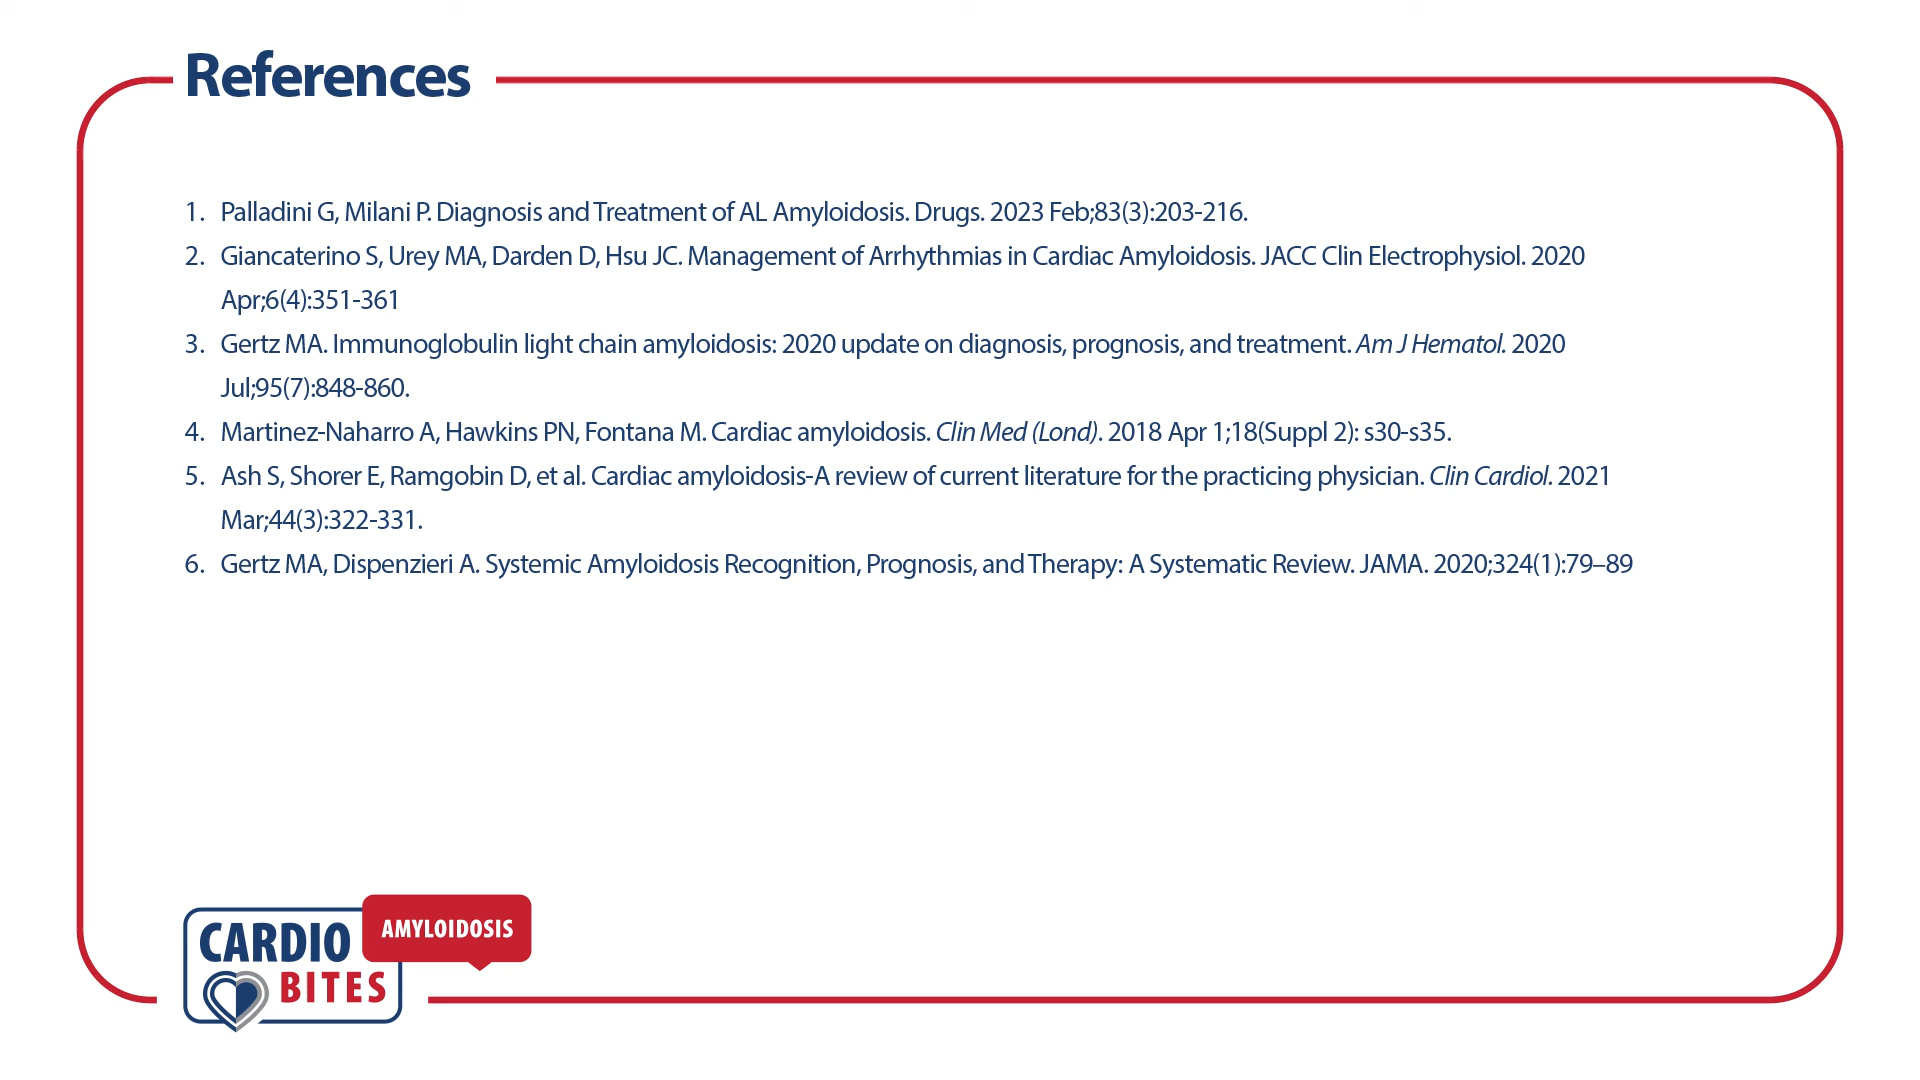 References
1. Palladini G, Milani P. Diagnosis and Treatment of AL Amyloidosis. Drugs. 2023 Feb;83(3):203-216.
2. Giancaterino S, Urey MA, Darden D, Hsu JC. Management of Arrhythmias in Cardiac Amyloidosis. JACC Clin Electrophysiol. 2020
Apr;6(4):351-361
3. Gertz MA. Immunoglobulin light chain amyloidosis: 2020 update on diagnosis, prognosis, and treatment. Am J Hematol. 2020
Jul;95(7):848-860.
4. Martinez-Naharro A, Hawkins PN, Fontana M. Cardiac amyloidosis. Clin Med (Lond). 2018 Apr 1;18(Suppl 2): s30-s35.
5. Ash S, Shorer E, Ramgobin D, et al. Cardiac amyloidosis-A review of current literature for the practicing physician. Clin Cardiol. 2021
Mar;44(3):322-331.
6. Gertz MA, Dispenzieri A. Systemic Amyloidosis Recognition, Prognosis, and Therapy: A Systematic Review. JAMA. 2020;324(1):79–89
AMYLOIDOSIS
CARDIO
BITES